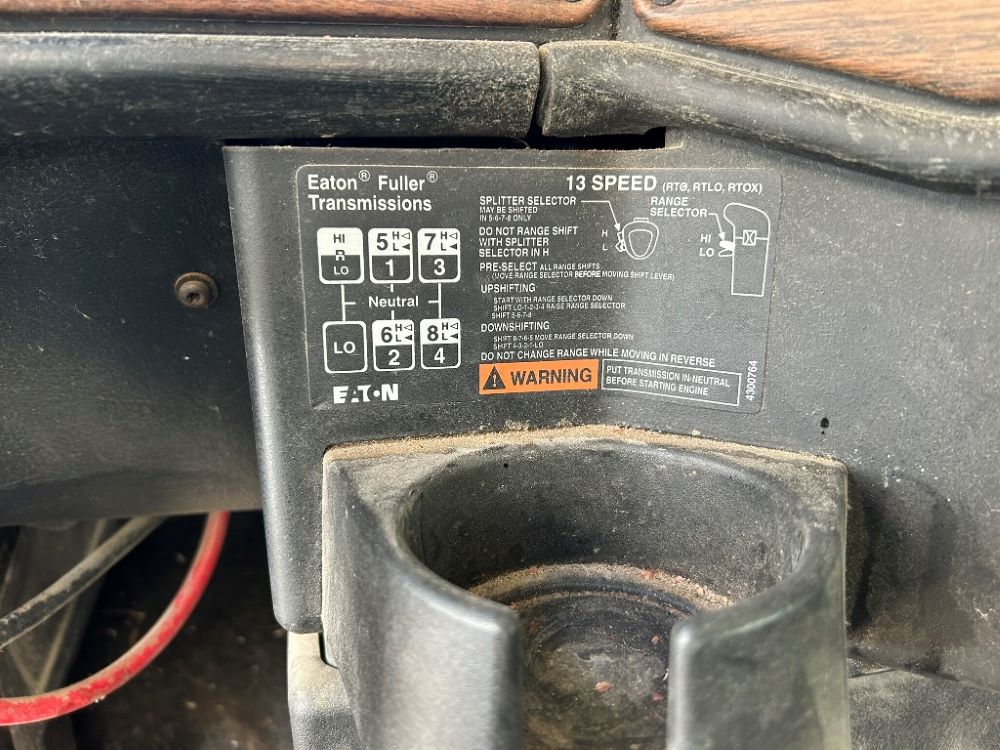 Eaton® Fuller®
Transmissions
13 SPEED (RTO, RTLO, RTOX)
HI
R
LO
5 H
L
1
7 H
L
3
Neutral
LO
6 H
L
2
8 H
L
4
EATON
SPLITTER SELECTOR
MAY BE SHIFTED
IN 5-6-7-8 ONLY
DO NOT RANGE SHIFT
WITH SPLITTER
SELECTOR IN H
H
L
RANGE
SELECTOR
HI
LO
PRE-SELECT ALL RANGE SHIFTS
(MOVE RANGE SELECTOR BEFORE MOVING SHIFT LEVER)
UPSHIFTING
START WITH RANGE SELECTOR DOWN
SHIFT LO-1-2-3-4 RAISE RANGE SELECTOR
SHIFT 5-6-7-8
DOWNSHIFTING
SHIFT 8-7-6-5 MOVE RANGE SELECTOR DOWN
SHIFT 4-3-2-1-LO
DO NOT CHANGE RANGE WHILE MOVING IN REVERSE
WARNING
PUT TRANSMISSION IN NEUTRAL
BEFORE STARTING ENGINE
4300764